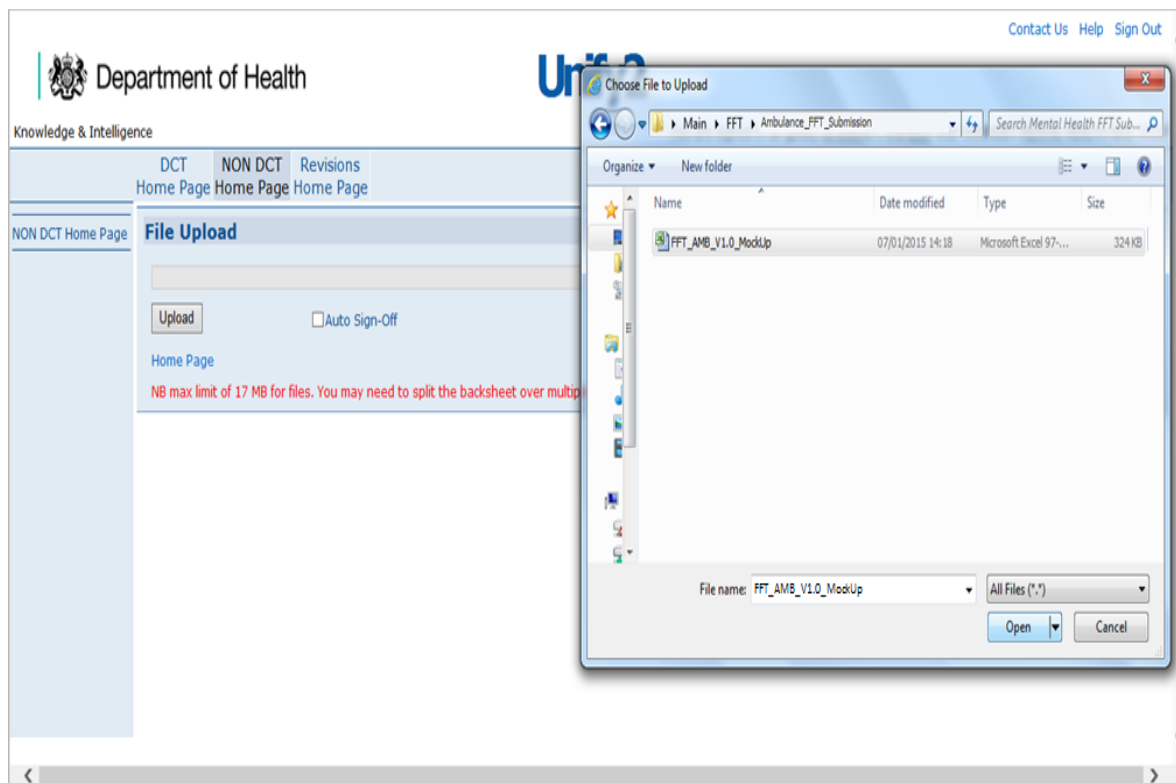 Contact Us Help Sign Out
Department of Health
Knowledge & Intelligence
DCT NON DCT Revisions
Home Page Home Page Home Page
NON DCT Home Page
File Upload
Upload
Auto Sign-Off
Home Page
NB max limit of 17 MB for files. You may need to split the backsheet over
Choose File to Upload
Main FFT Ambulance_FFT_Submission
Search Mental Health FFT Sub...
Organize New folder
Name Date modified Type Size
FFT_AMB_V1.0_MockUp 07/01/2015 14:18 Microsoft Excel 97-... 324 KB
File name: FFT_AMB_V1.0_MockUp
All Files (*.*)
Open Cancel